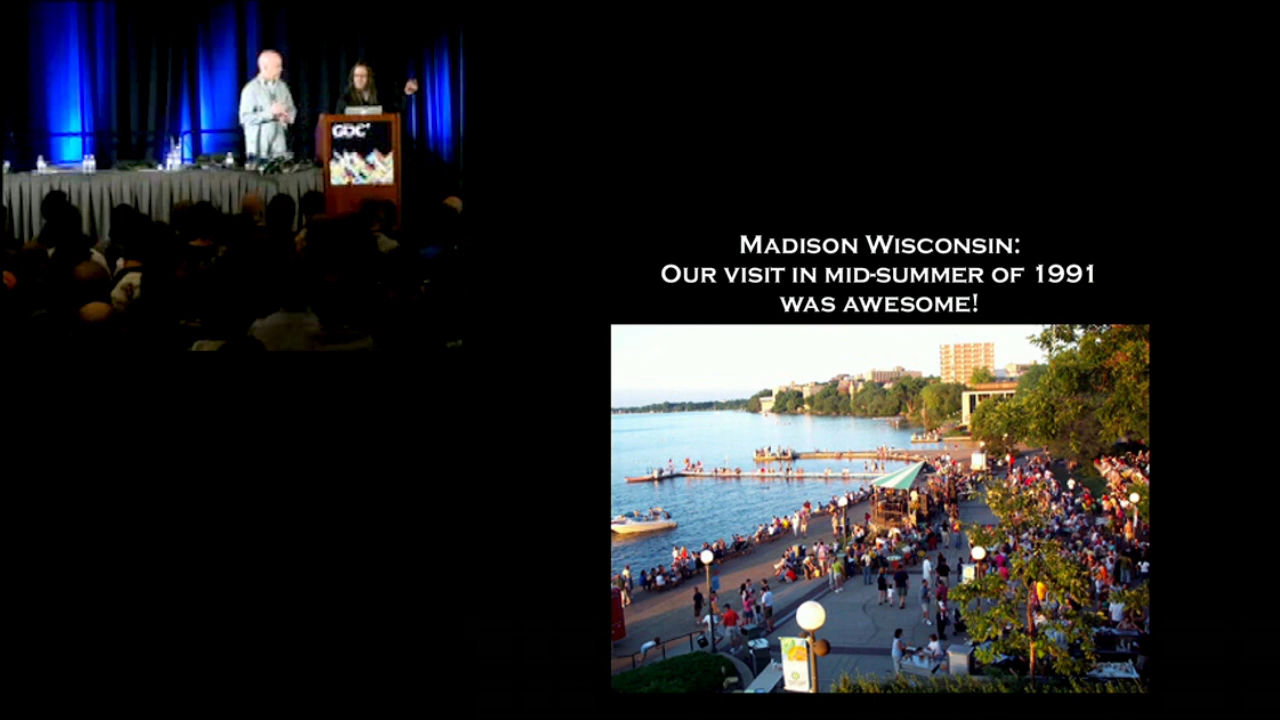 GDC
Madison Wisconsin:
Our visit in mid-summer of 1991
was awesome!